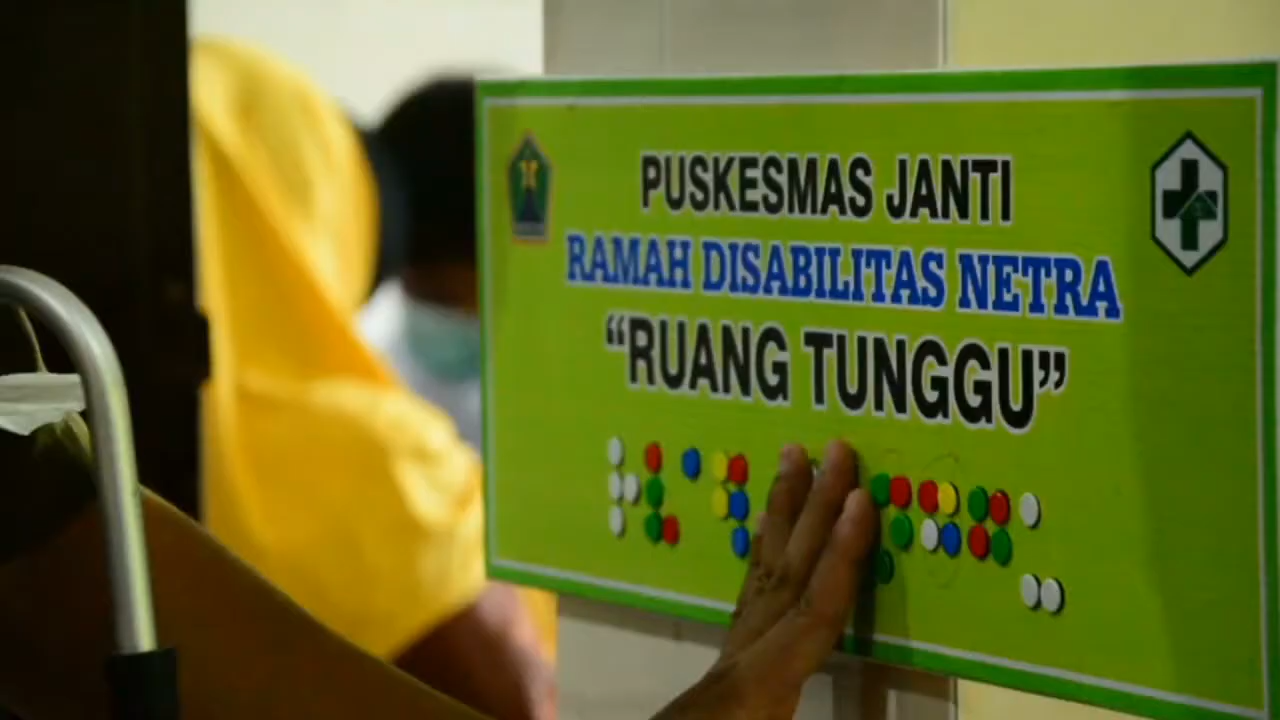 PUSKESMAS JANTI
RAMAH DISABILITAS NETRA
“RUANG TUNGGU”